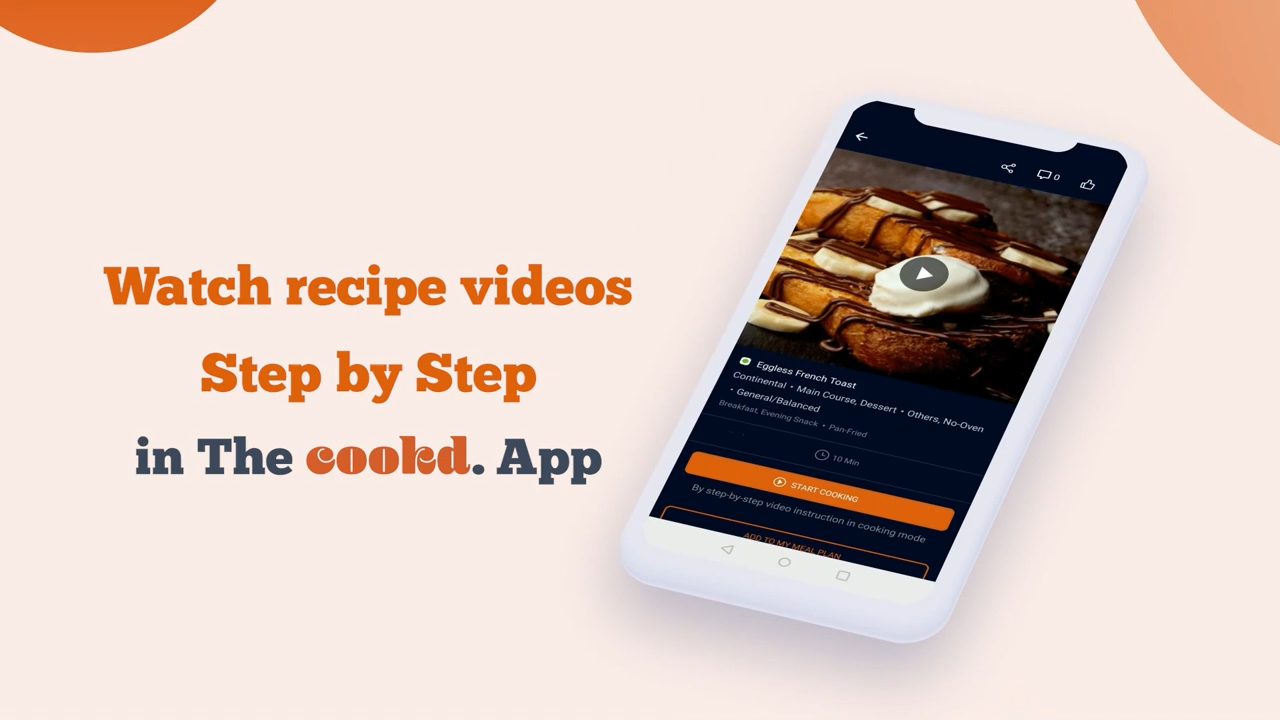 Watch recipe videos
Step by Step
in The cookd. App
0
Eggless French Toast
Continental • Main Course, Dessert • Others, No-Oven
• General/Balanced
Breakfast, Evening Snack • Pan-Fried
10 Min
START COOKING
By step-by-step video instruction in cooking mode
ADD TO MY MEAL PLAN